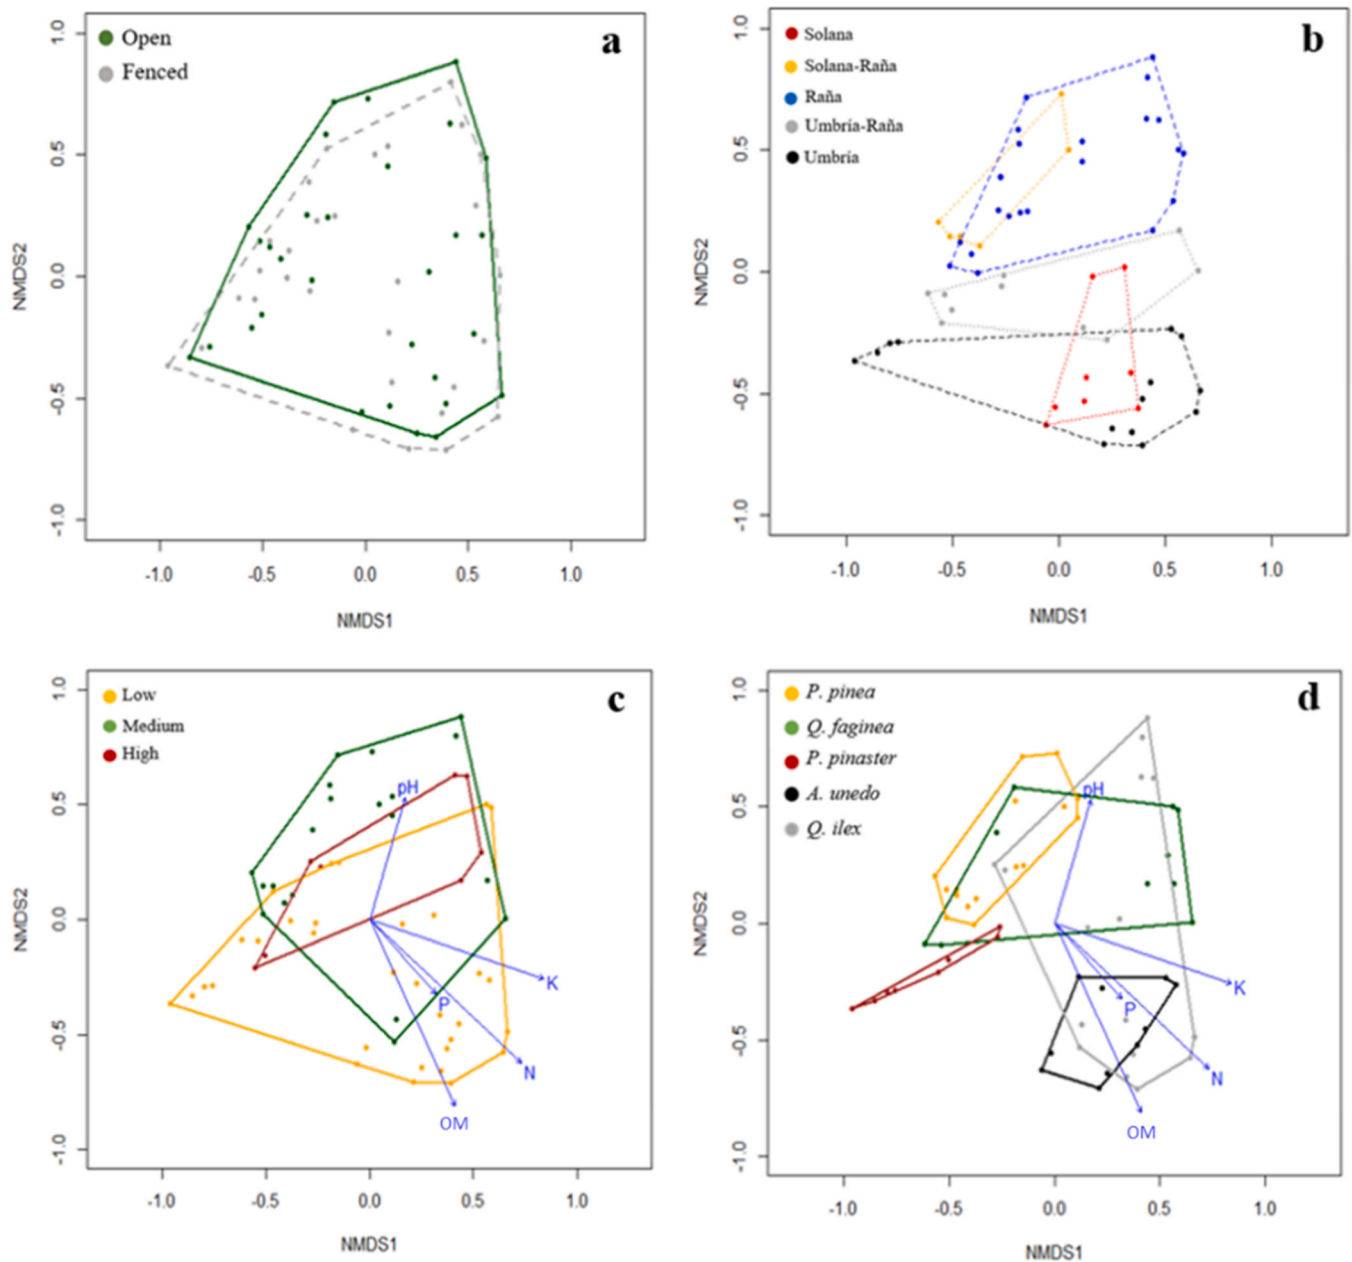 a
Open
Fenced
1.0
0.5
0.0
-0.5
-1.0
NMDS2
-1.0 -0.5 0.0 0.5 1.0
NMDS1
b
Solana
Solana-Raña
Raña
Umbría-Raña
Umbría
1.0
0.5
0.0
-0.5
-1.0
NMDS2
-1.0 -0.5 0.0 0.5 1.0
NMDS1
c
Low
Medium
High
1.0
0.5
0.0
-0.5
-1.0
NMDS2
pH
K
P
N
OM
-1.0 -0.5 0.0 0.5 1.0
NMDS1
d
P. pinea
Q. faginea
P. pinaster
A. unedo
Q. ilex
1.0
0.5
0.0
-0.5
-1.0
NMDS2
pH
K
P
N
OM
-1.0 -0.5 0.0 0.5 1.0
NMDS1